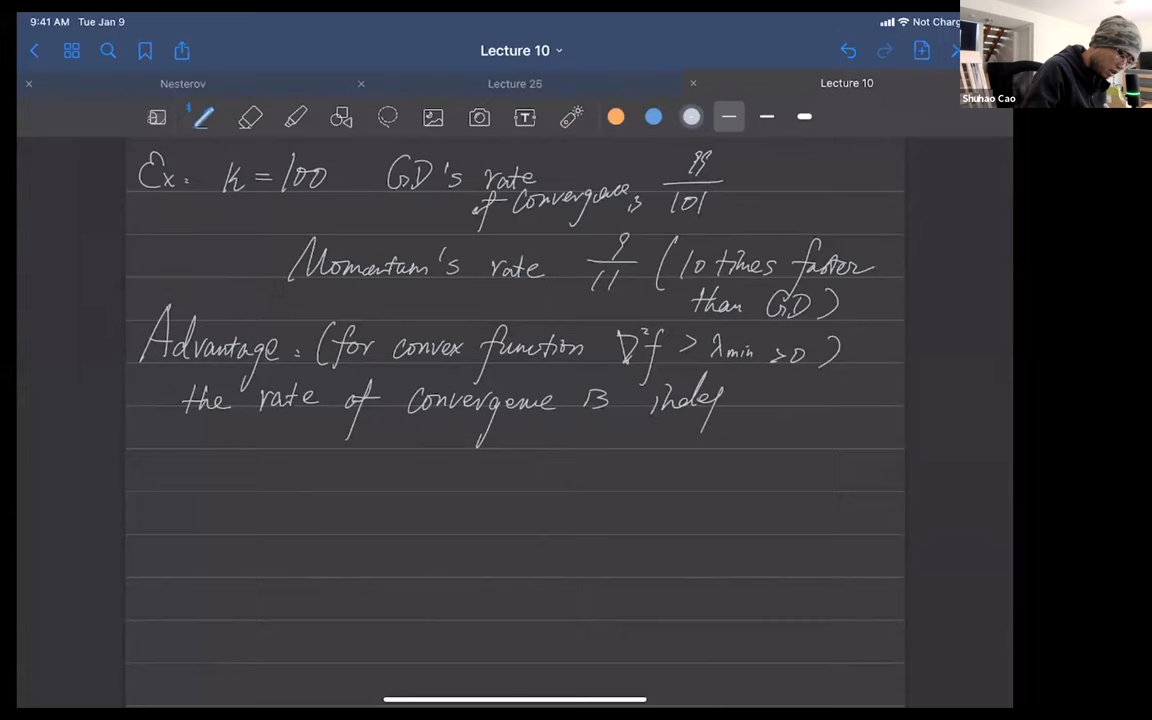 9:41 AM Tue Jan 9
Not Charg
Lecture 10
Nesterov
Lecture 25
Lecture 10
Shuhao Cao
Ex: k = 100 GD's rate of convergence is 99/101
Momentum's rate 9/11 (10 times faster
than GD)
Advantage: (for convex function ∇²f > λmin >0)
the rate of convergence is indep